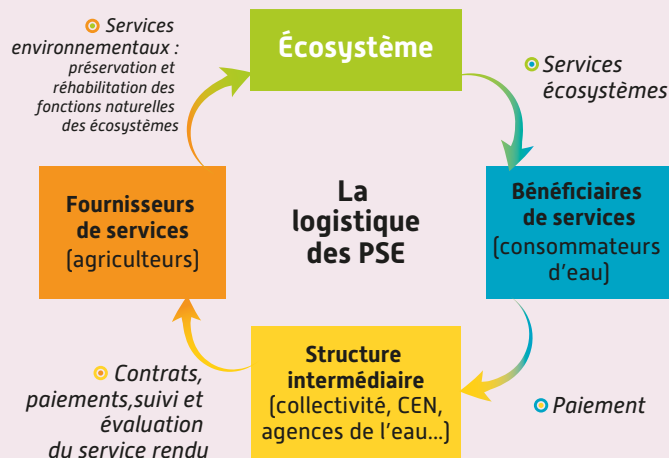 Services
environnementaux :
préservation et
réhabilitation des
fonctions naturelles
des écosystèmes
Écosystème
Services
écosystèmes
Fournisseurs
de services
(agriculteurs)
La
logistique
des PSE
Bénéficiaires
de services
(consommateurs
d'eau)
Contrats,
paiements,suivi et
évaluation
du service rendu
Structure
intermédiaire
(collectivité, CEN,
agences de l'eau...)
Paiement